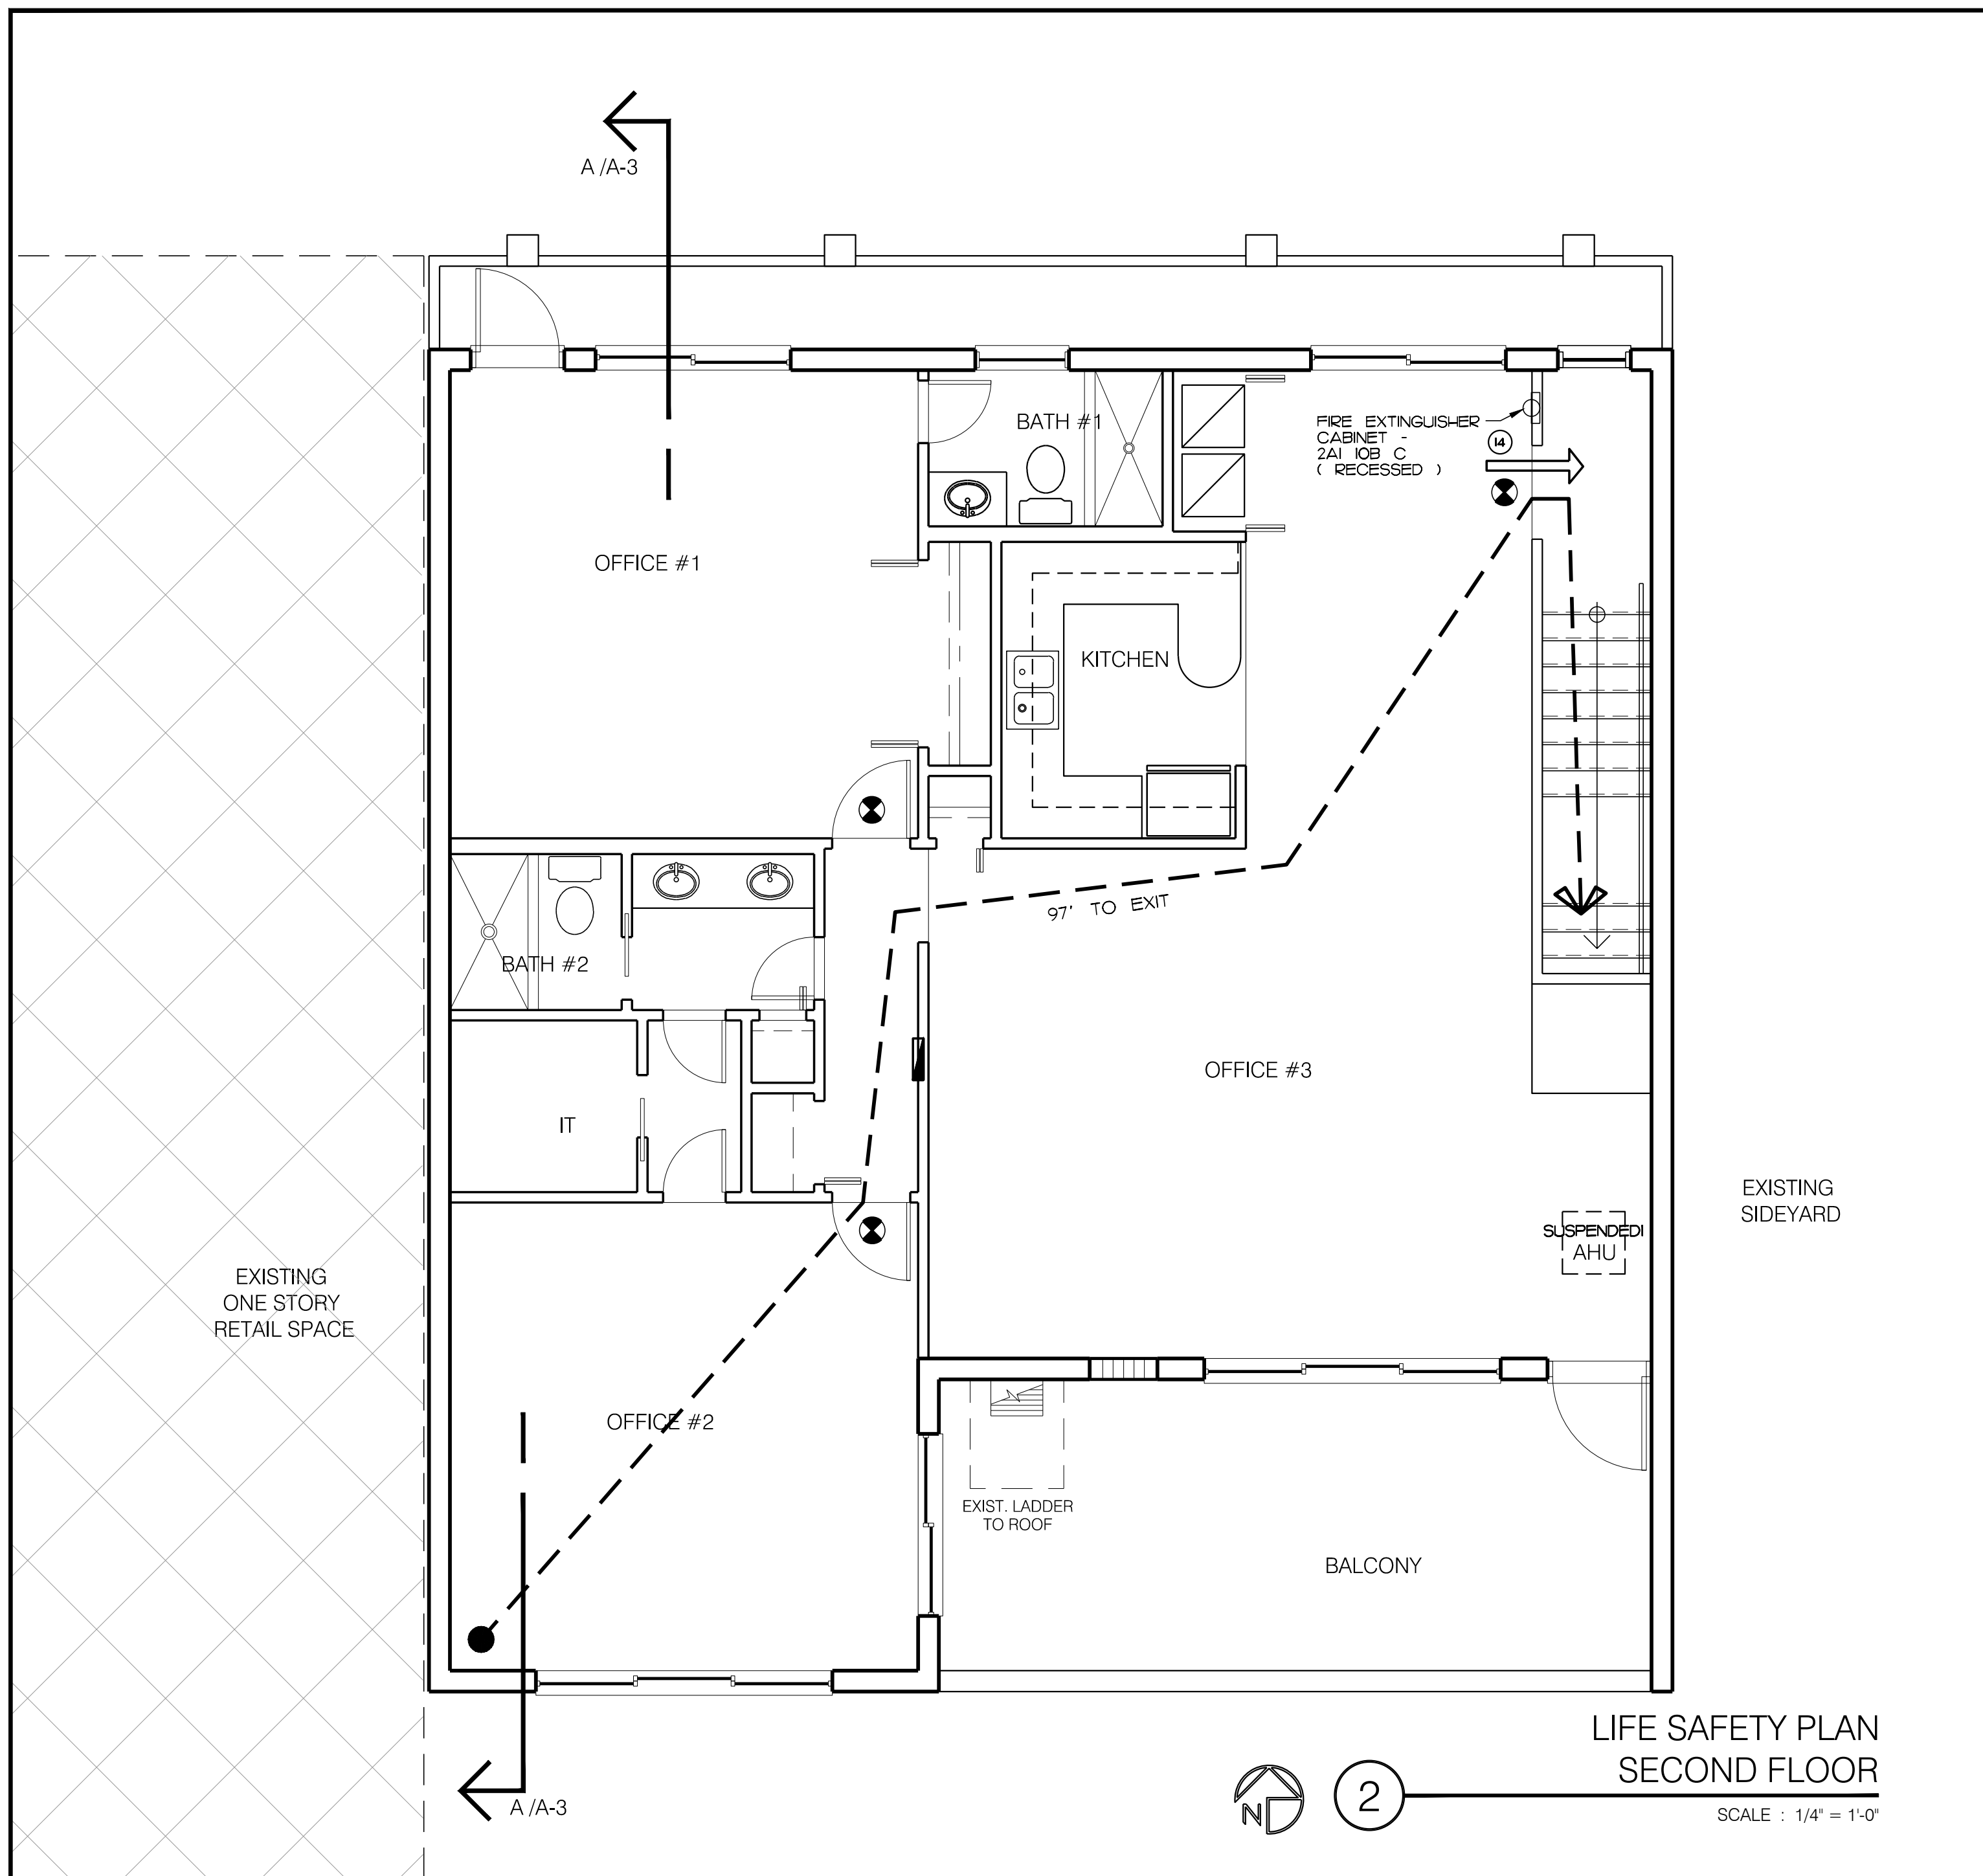 A /A-3
FIRE EXTINGUISHER
CABINET -
2A1 10B C
( RECESSED )
14
BATH #1
OFFICE #1
KITCHEN
97' TO EXIT
BATH #2
OFFICE #3
IT
EXISTING
SIDEYARD
SUSPENDED
AHU
EXISTING
ONE STORY
RETAIL SPACE
OFFICE #2
EXIST. LADDER
TO ROOF
BALCONY
LIFE SAFETY PLAN
SECOND FLOOR
N
2
SCALE : 1/4" = 1'-0"
A /A-3